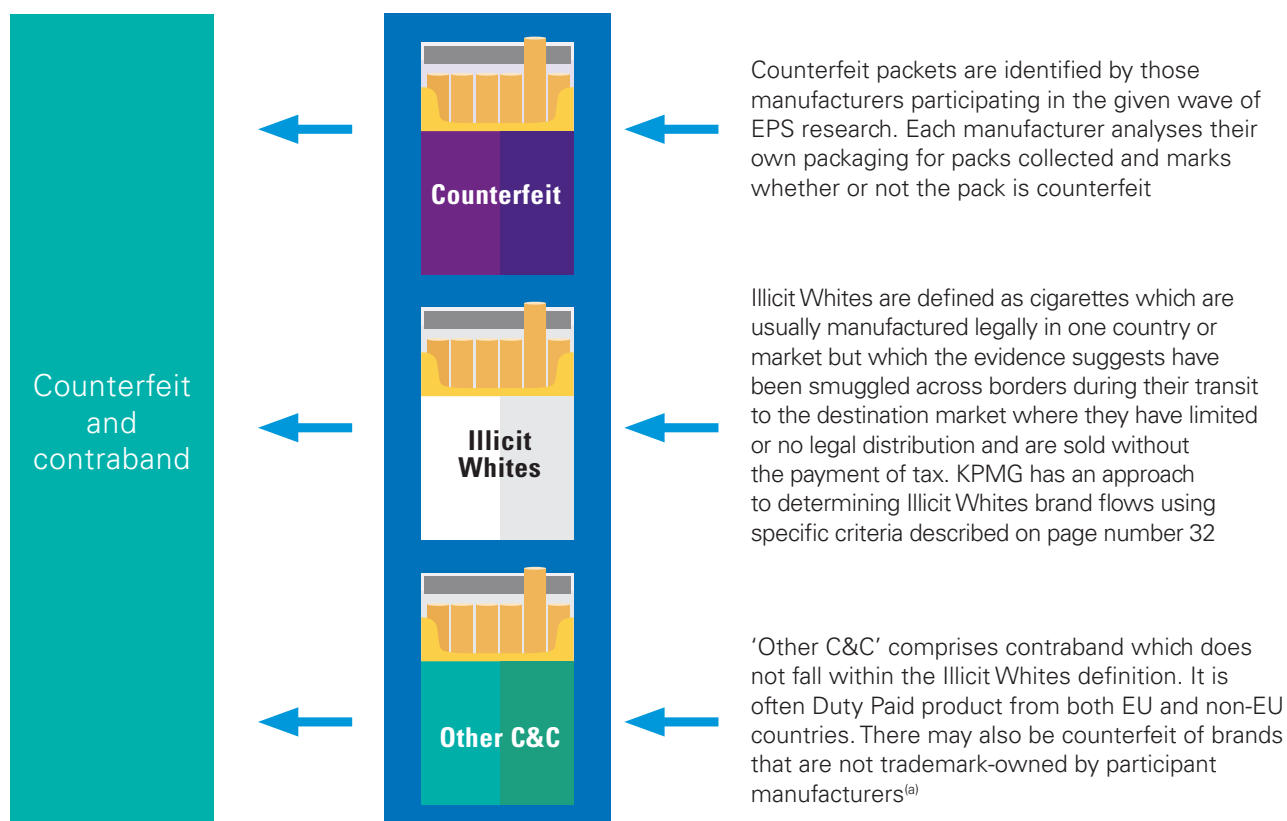 Counterfeit
and
contraband
Counterfeit
Counterfeit packets are identified by those
manufacturers participating in the given wave of
EPS research. Each manufacturer analyses their
own packaging for packs collected and marks
whether or not the pack is counterfeit
Illicit
Whites
Illicit Whites are defined as cigarettes which are
usually manufactured legally in one country or
market but which the evidence suggests have
been smuggled across borders during their transit
to the destination market where they have limited
or no legal distribution and are sold without
the payment of tax. KPMG has an approach
to determining Illicit Whites brand flows using
specific criteria described on page number 32
Other C&C
‘Other C&C’ comprises contraband which does
not fall within the Illicit Whites definition. It is
often Duty Paid product from both EU and non-EU
countries. There may also be counterfeit of brands
that are not trademark-owned by participant
manufacturers(a)